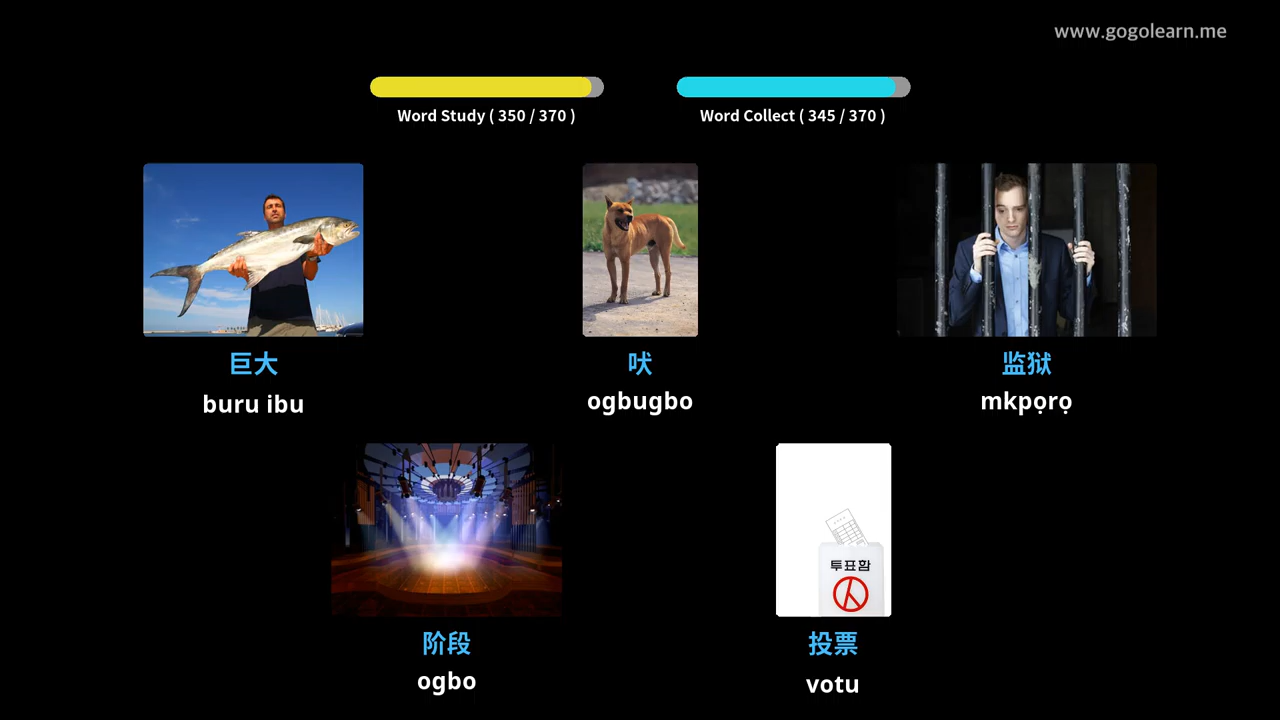 www.gogolearn.me
Word Study ( 350 / 370 )
Word Collect ( 345 / 370 )
巨大
buru ibu
吠
ogbugbo
监狱
mkpọrọ
투표함
阶段
ogbo
投票
votu